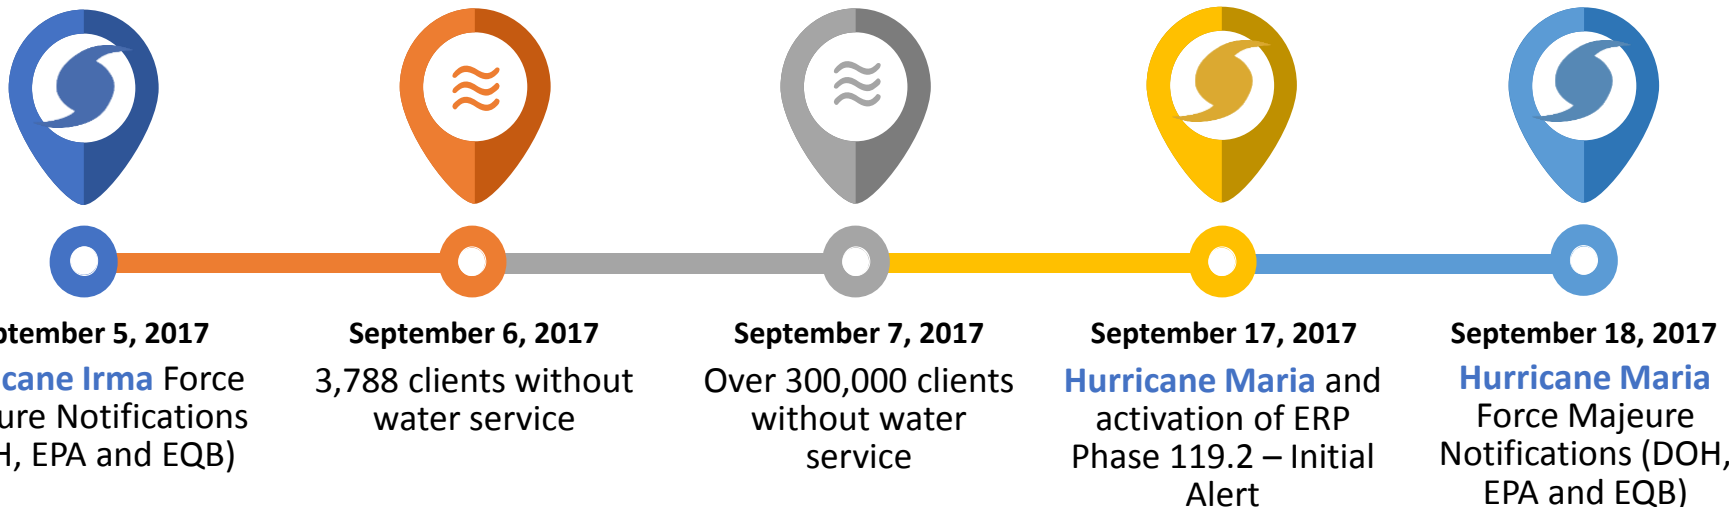 ptember 5, 2017
cane Irma Force
ure Notifications
H, EPA and EQB)
September 6, 2017
3,788 clients without
water service
September 7, 2017
Over 300,000 clients
without water
service
September 17, 2017
Hurricane Maria and
activation of ERP
Phase 119.2 – Initial
Alert
September 18, 2017
Hurricane Maria
Force Majeure
Notifications (DOH,
EPA and EQB)